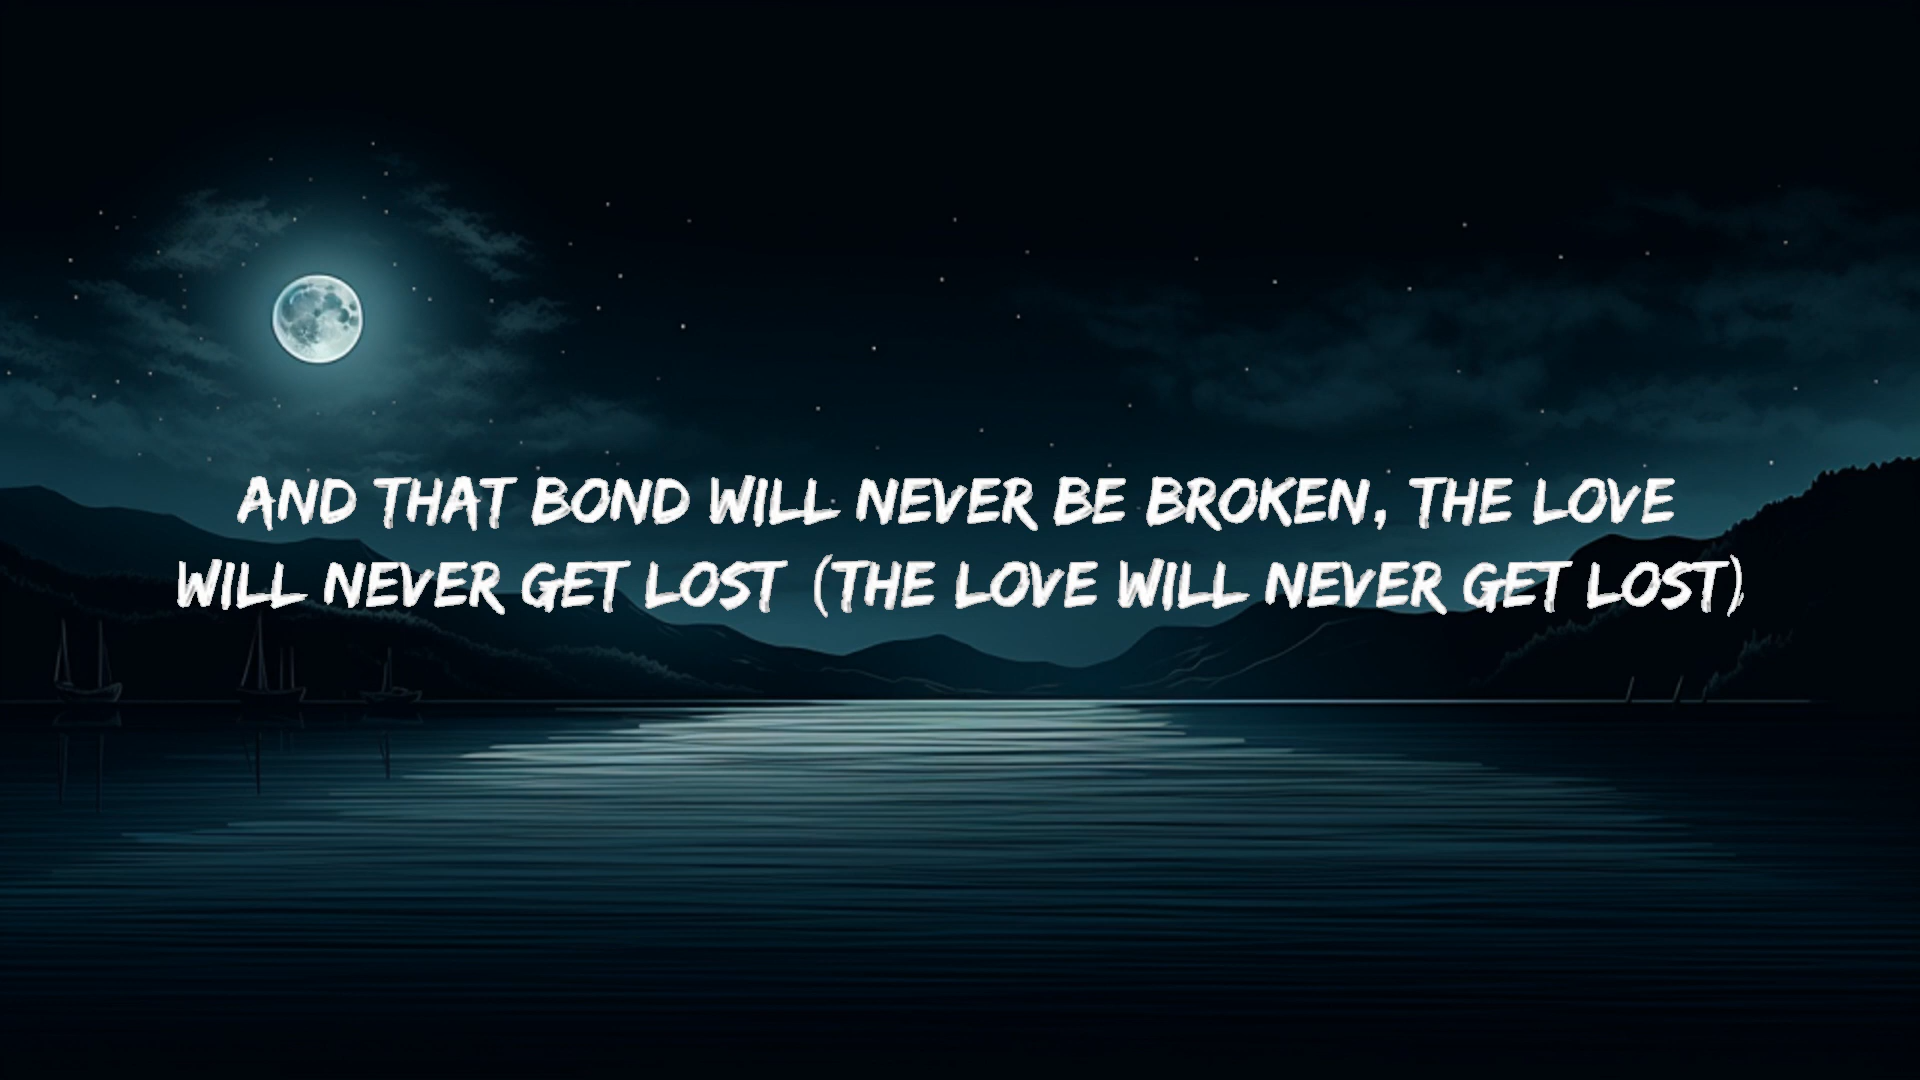 AND THAT BOND WILL NEVER BE BROKEN, THE LOVE
WILL NEVER GET LOST (THE LOVE WILL NEVER GET LOST)